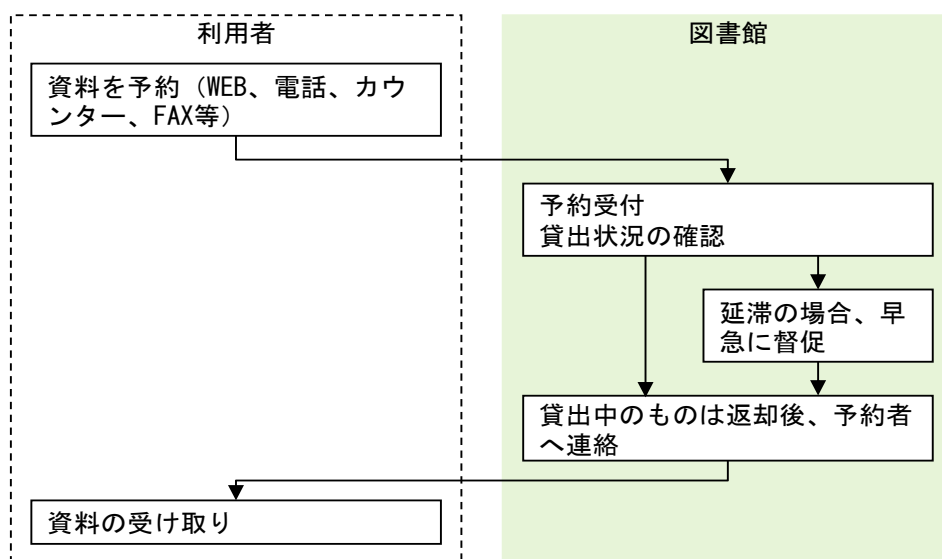 利用者
図書館
資料を予約（WEB、電話、カウ
ンター、FAX等）
予約受付
貸出状況の確認
延滞の場合、早
急に督促
貸出中のものは返却後、予約者
へ連絡
資料の受け取り